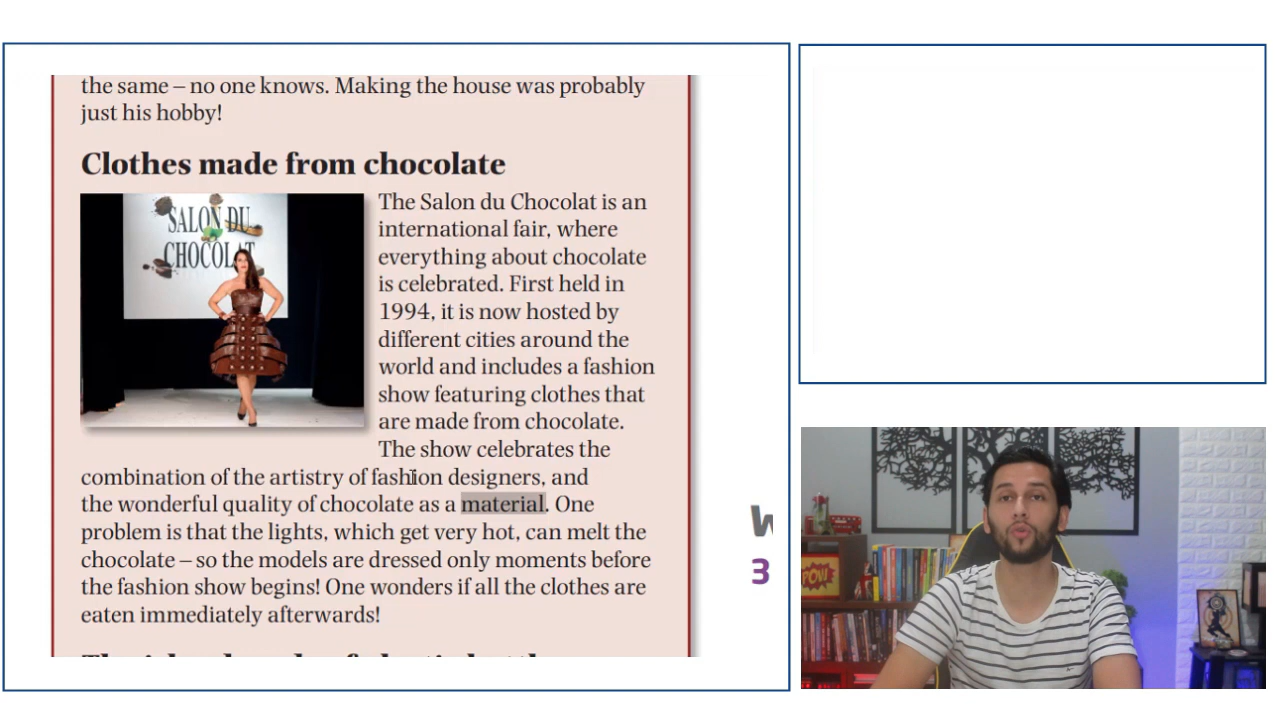 the same – no one knows. Making the house was probably
just his hobby!
Clothes made from chocolate
SALON DU
CHOCOLAT
The Salon du Chocolat is an
international fair, where
everything about chocolate
is celebrated. First held in
1994, it is now hosted by
different cities around the
world and includes a fashion
show featuring clothes that
are made from chocolate.
The show celebrates the
combination of the artistry of fashion designers, and
the wonderful quality of chocolate as a material. One
problem is that the lights, which get very hot, can melt the
chocolate – so the models are dressed only moments before
the fashion show begins! One wonders if all the clothes are
eaten immediately afterwards!
3
POW!